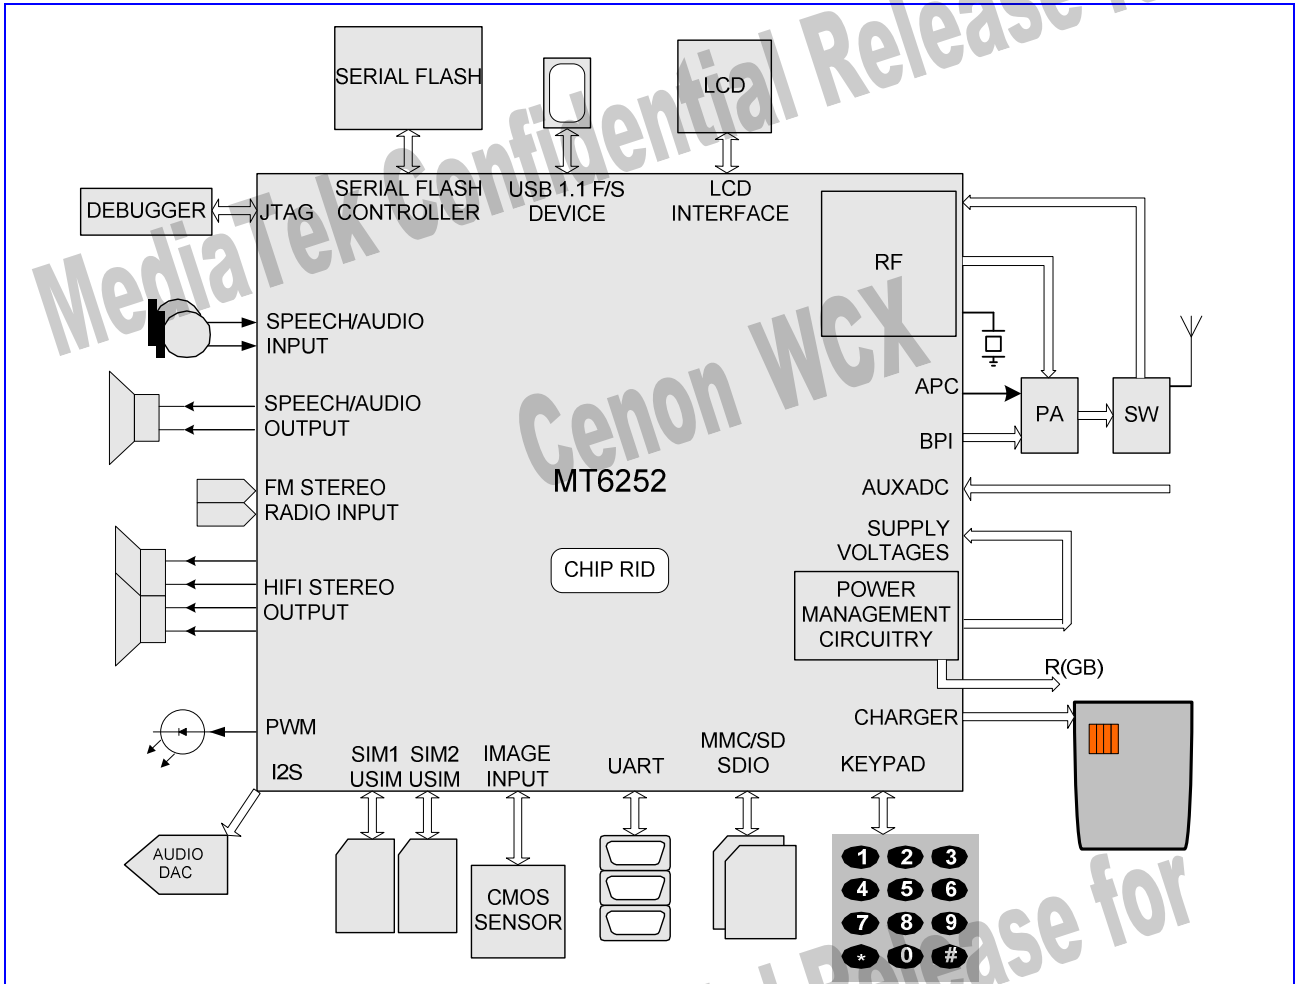 SERIAL FLASH
LCD
SERIAL FLASH
CONTROLLER
USB 1.1 F/S
DEVICE
LCD
INTERFACE
DEBUGGER
JTAG
RF
SPEECH/AUDIO
INPUT
SPEECH/AUDIO
OUTPUT
APC
PA
SW
BPI
FM STEREO
RADIO INPUT
MT6252
AUXADC
SUPPLY
VOLTAGES
CHIP RID
HIFI STEREO
OUTPUT
POWER
MANAGEMENT
CIRCUITRY
R(GB)
CHARGER
PWM
I2S
SIM1
USIM
SIM2
USIM
IMAGE
INPUT
UART
MMC/SD
SDIO
KEYPAD
AUDIO
DAC
CMOS
SENSOR
1 2 3
4 5 6
7 8 9
* 0 #
MediaTek Confidential Release for
Cenon WCX
Release for